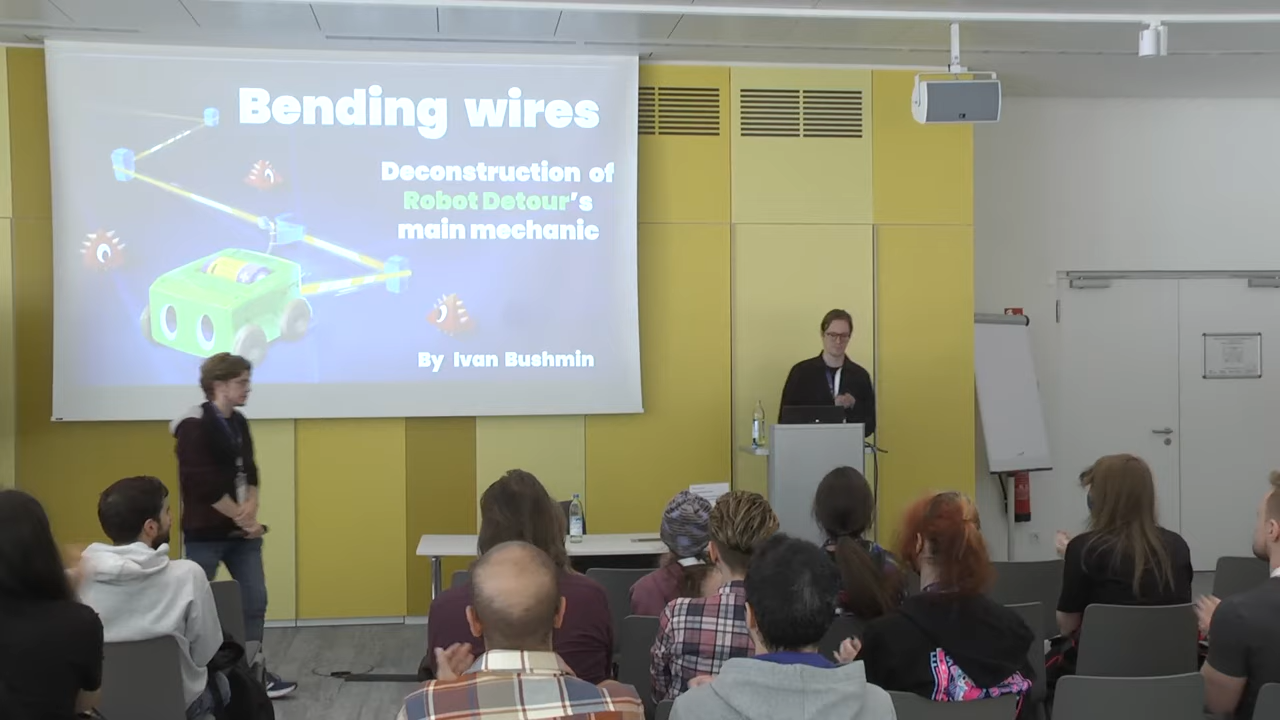 Bending wires
Deconstruction of
Robot Detour's
main mechanic
By Ivan Bushmin